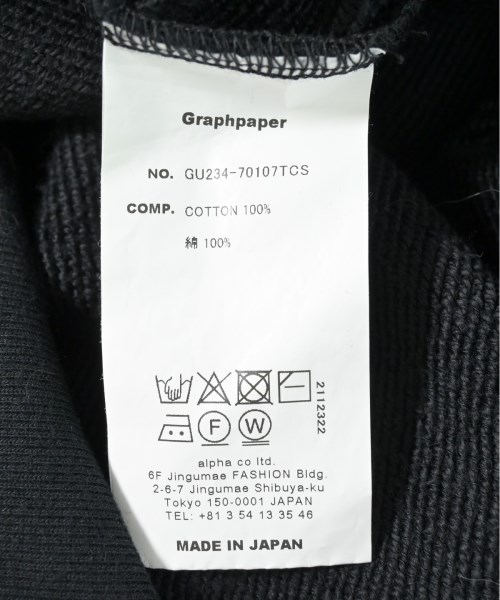 Graphpaper
NO. GU234-70107TCS
COMP. COTTON 100%
綿 100%
2112322
F W
alpha co ltd.
6F Jingumae FASHION Bldg.
2-6-7 Jingumae Shibuya-ku
Tokyo 150-0001 JAPAN
TEL: +81 3 54 13 35 46
MADE IN JAPAN